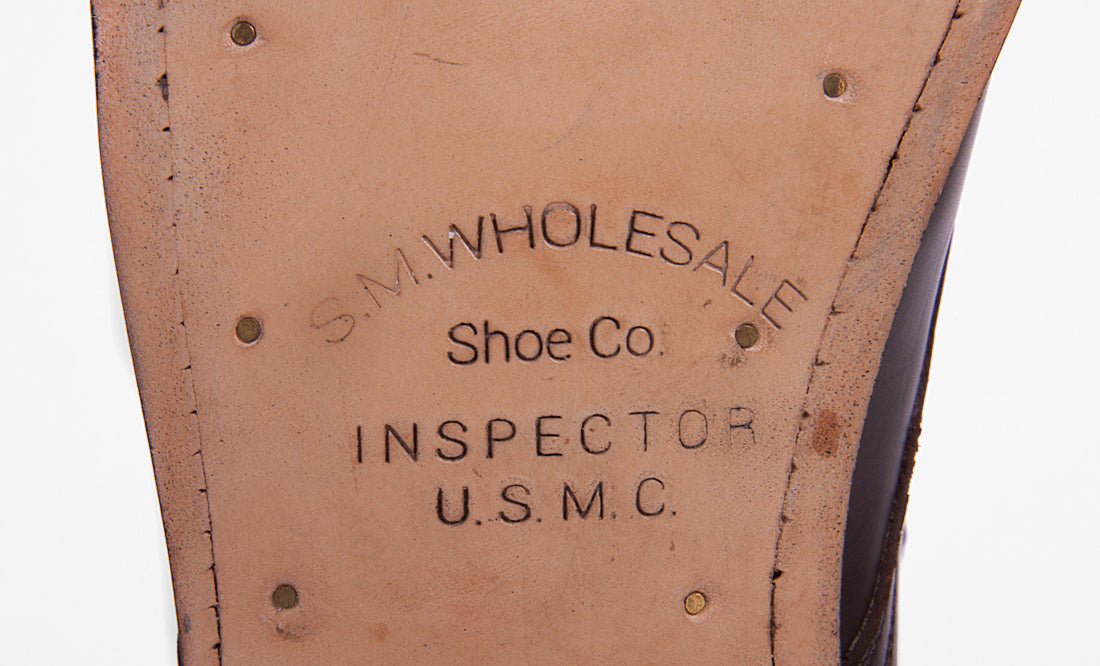 S.M.WHOLESALE
Shoe Co.
INSPECTOR
U.S.M.C.